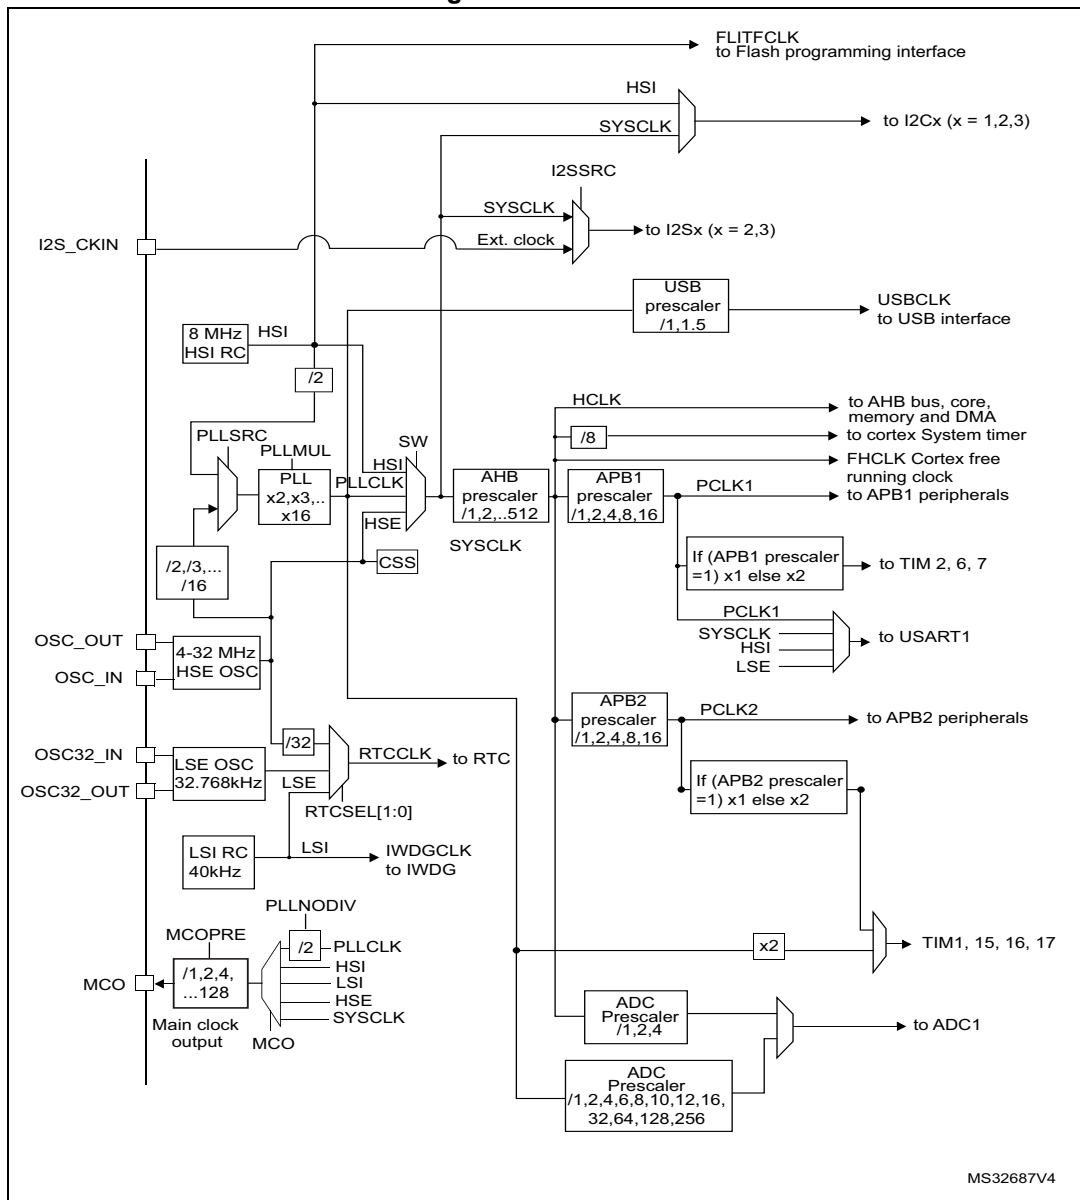 FLITFCLK
to Flash programming interface
HSI
to I2Cx (x = 1,2,3)
SYSCLK
I2SSRC
SYSCLK
to I2Sx (x = 2,3)
I2S_CKIN
Ext. clock
USB
prescaler
/1,1.5
USBCLK
to USB interface
8 MHz
HSI RC
HSI
/2
HCLK
to AHB bus, core,
memory and DMA
/8
to cortex System timer
FHCLK Cortex free
running clock
PLLSRC
PLLMUL
PLL
x2,x3,..
x16
SW
HSI
PLLCLK
HSE
AHB
prescaler
/1,2,..512
APB1
prescaler
/1,2,4,8,16
PCLK1
to APB1 peripherals
SYSCLK
CSS
/2,/3,...
/16
If (APB1 prescaler
=1) x1 else x2
to TIM 2, 6, 7
PCLK1
SYSCLK
HSI
LSE
to USART1
OSC_OUT
OSC_IN
4-32 MHz
HSE OSC
APB2
prescaler
/1,2,4,8,16
PCLK2
to APB2 peripherals
/32
OSC32_IN
OSC32_OUT
LSE OSC
32.768kHz
LSE
RTCCLK
to RTC
RTCSEL[1:0]
If (APB2 prescaler
=1) x1 else x2
LSI RC
40kHz
LSI
IWDGCLK
to IWDG
PLLNODIV
MCOPRE
/2
PLLCLK
HSI
LSI
HSE
SYSCLK
MCO
/1,2,4,
...128
Main clock
output
MCO
x2
TIM1, 15, 16, 17
ADC
Prescaler
/1,2,4
to ADC1
ADC
Prescaler
/1,2,4,6,8,10,12,16,
32,64,128,256
MS32687V4